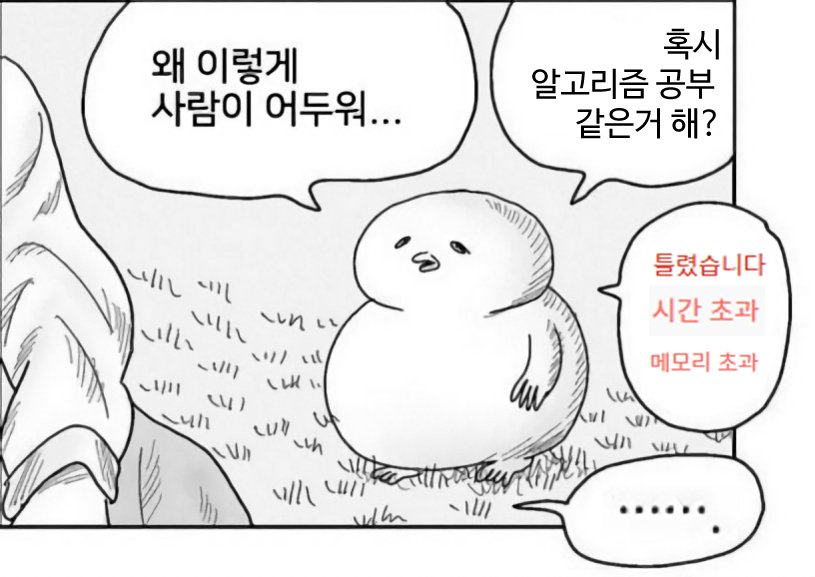 왜 이렇게
사람이 어두워...
혹시
알고리즘 공부
같은거 해?
틀렸습니다
시간 초과
메모리 초과
.......